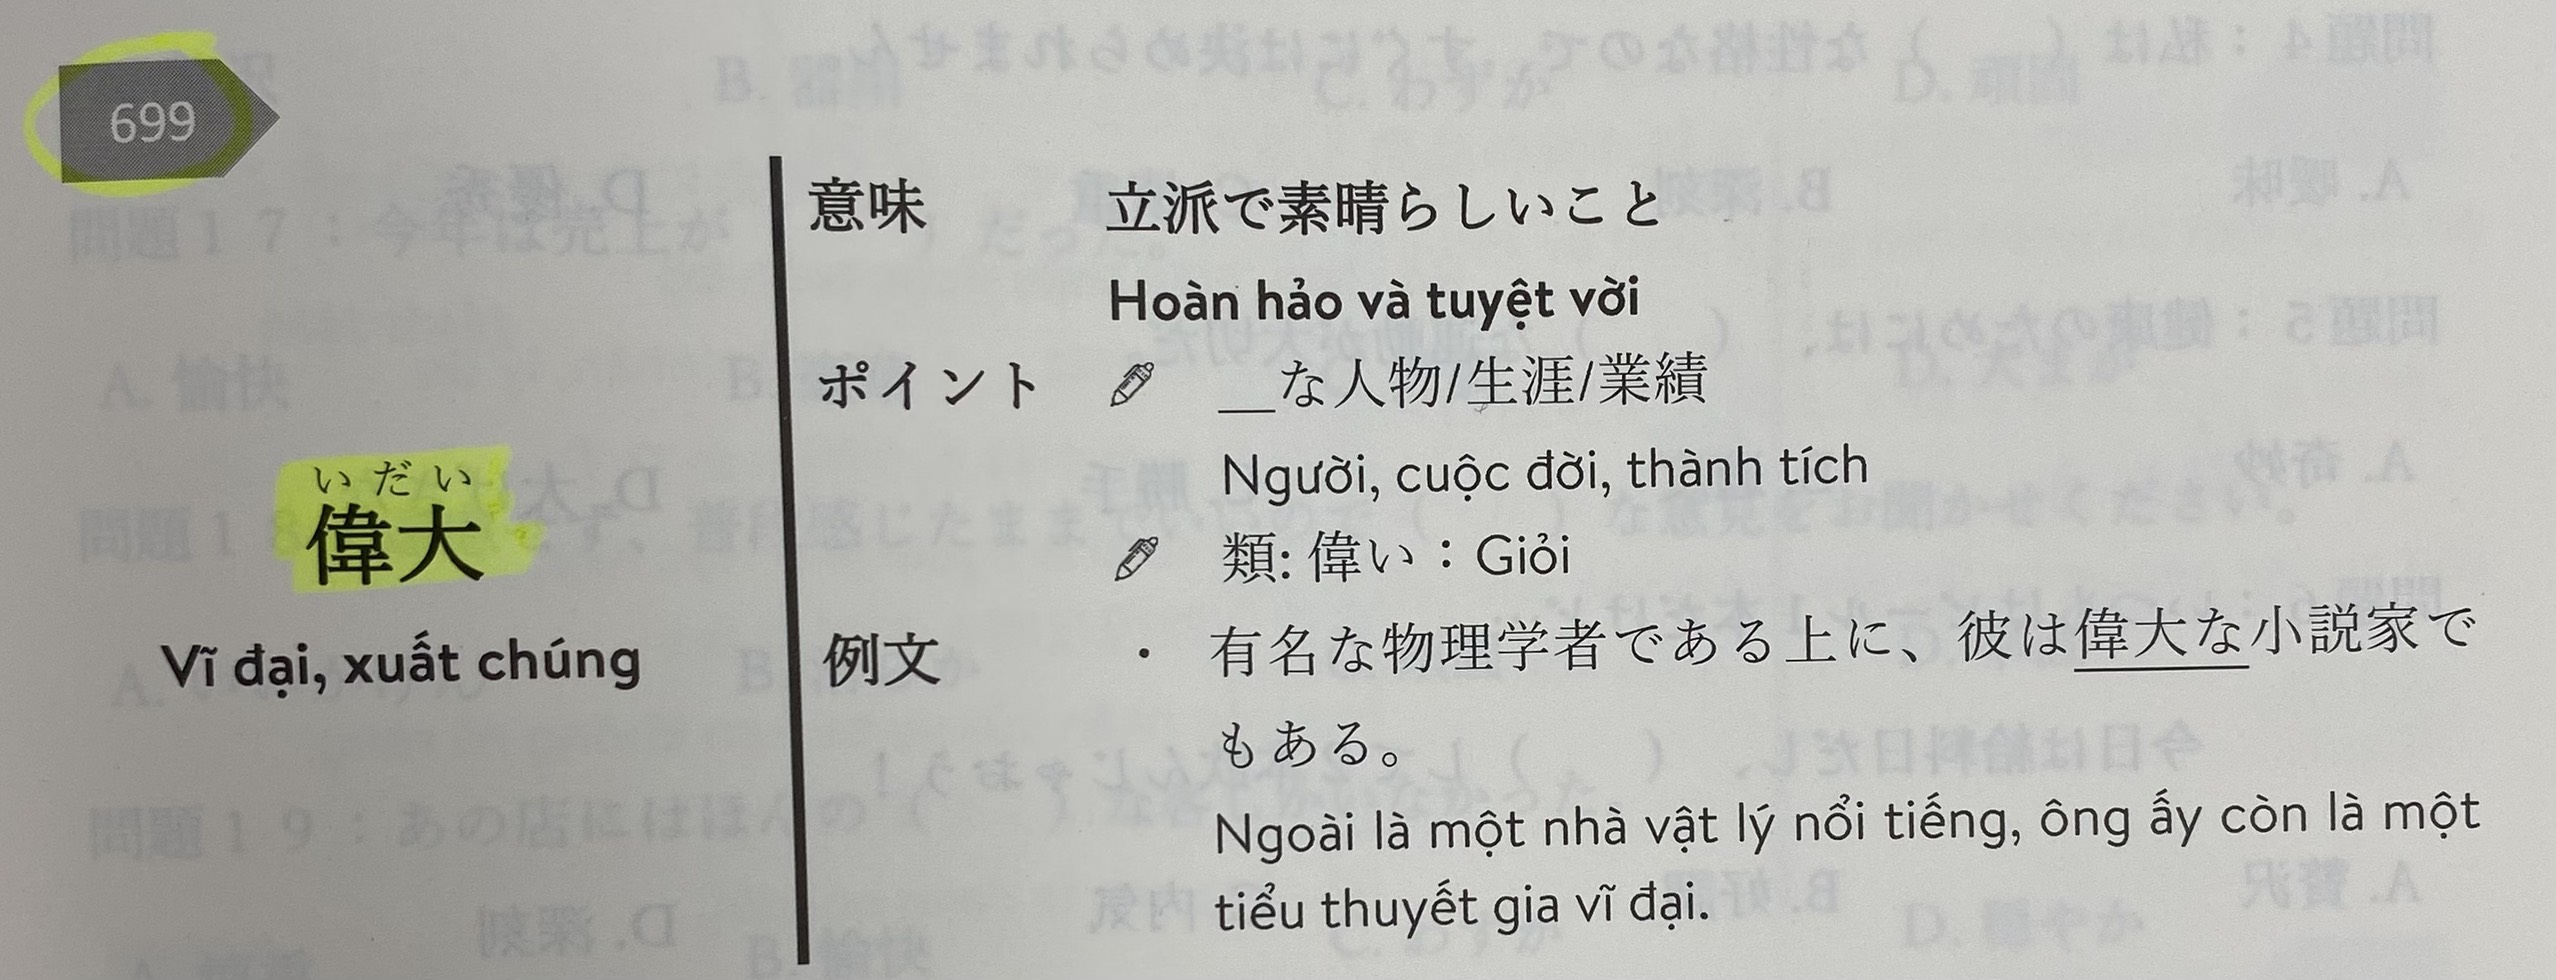 699
いだい
偉大
Vĩ đại, xuất chúng
意味 立派で素晴らしいこと
Hoàn hảo và tuyệt vời
ポイント __な人物/生涯/業績
Người, cuộc đời, thành tích
類: 偉い：Giỏi
例文 ・ 有名な物理学者である上に、彼は偉大な小説家で
もある。
Ngoài là một nhà vật lý nổi tiếng, ông ấy còn là một
tiểu thuyết gia vĩ đại.